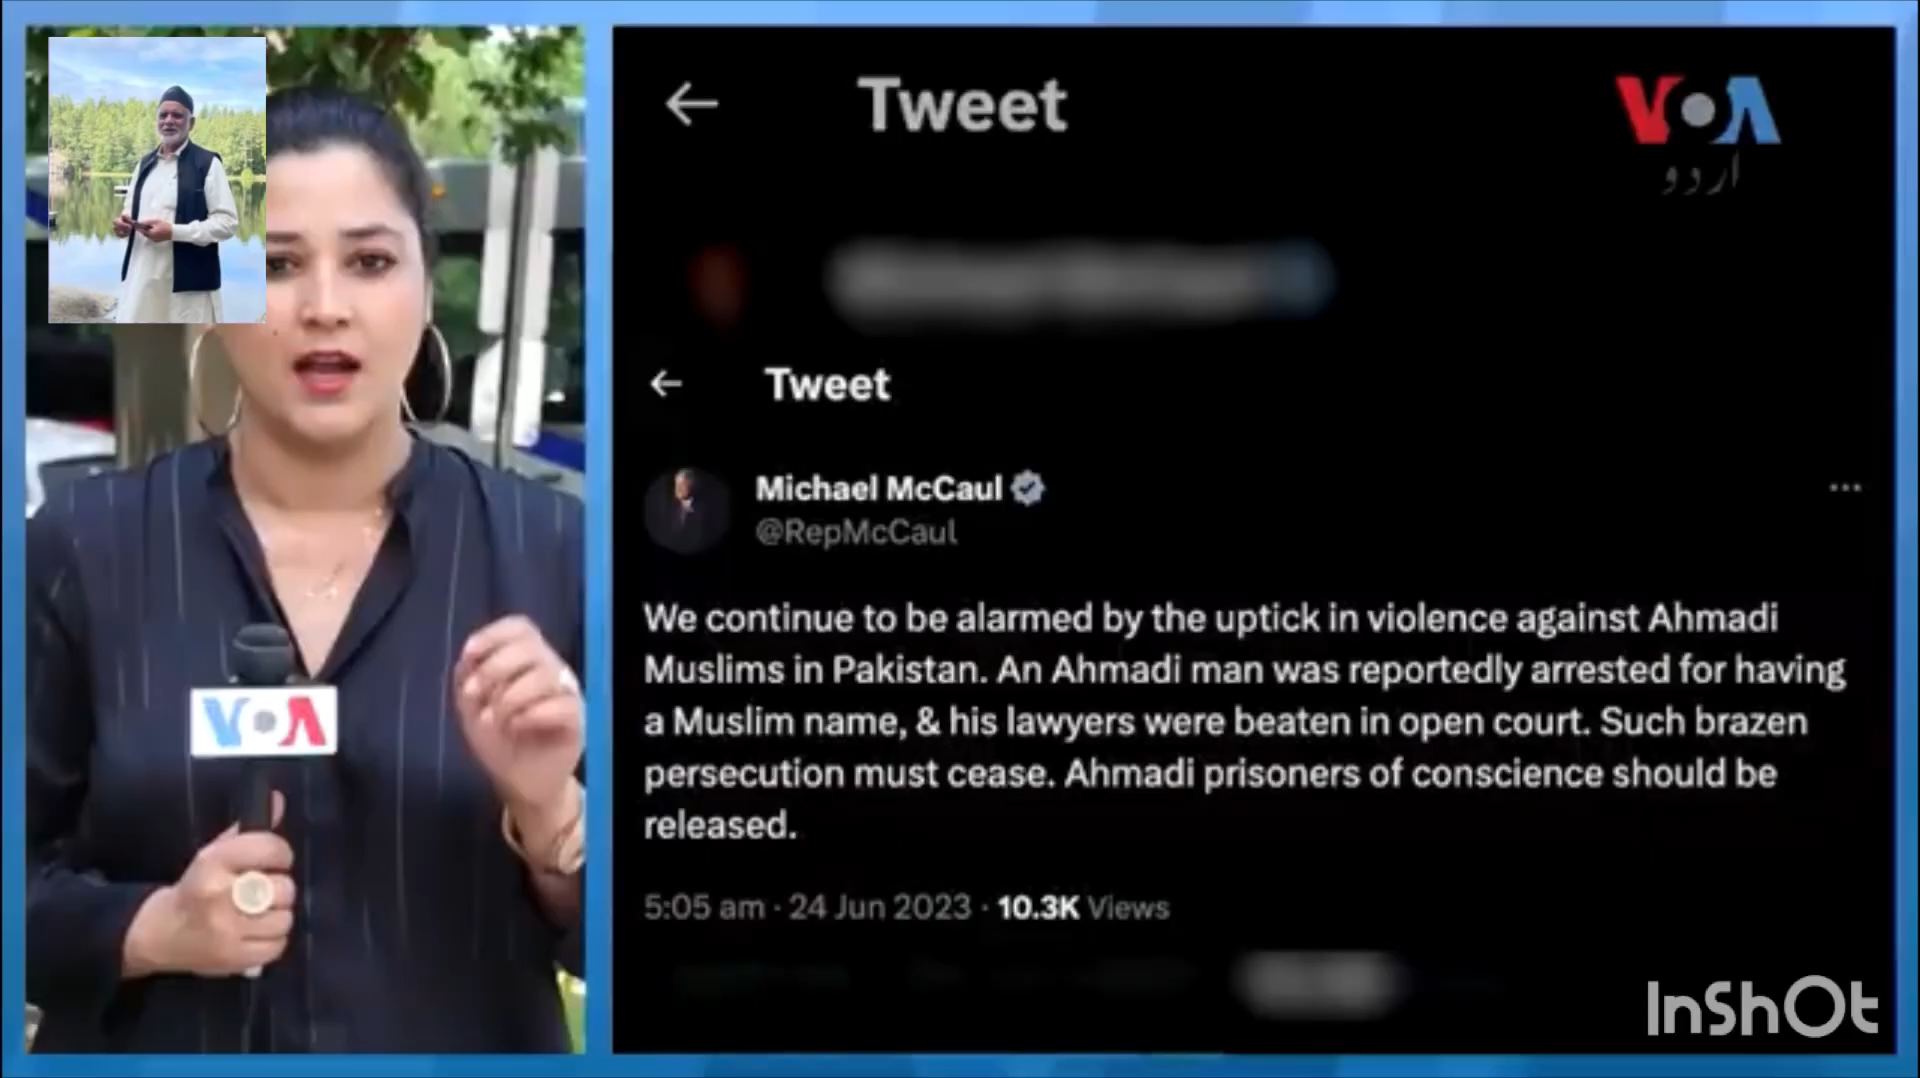 Tweet
VOA
اردو
Tweet
Michael McCaul
@RepMcCaul
We continue to be alarmed by the uptick in violence against Ahmadi
Muslims in Pakistan. An Ahmadi man was reportedly arrested for having
a Muslim name, & his lawyers were beaten in open court. Such brazen
persecution must cease. Ahmadi prisoners of conscience should be
released.
5:05 am · 24 Jun 2023 · 10.3K Views
VOA
InShOt